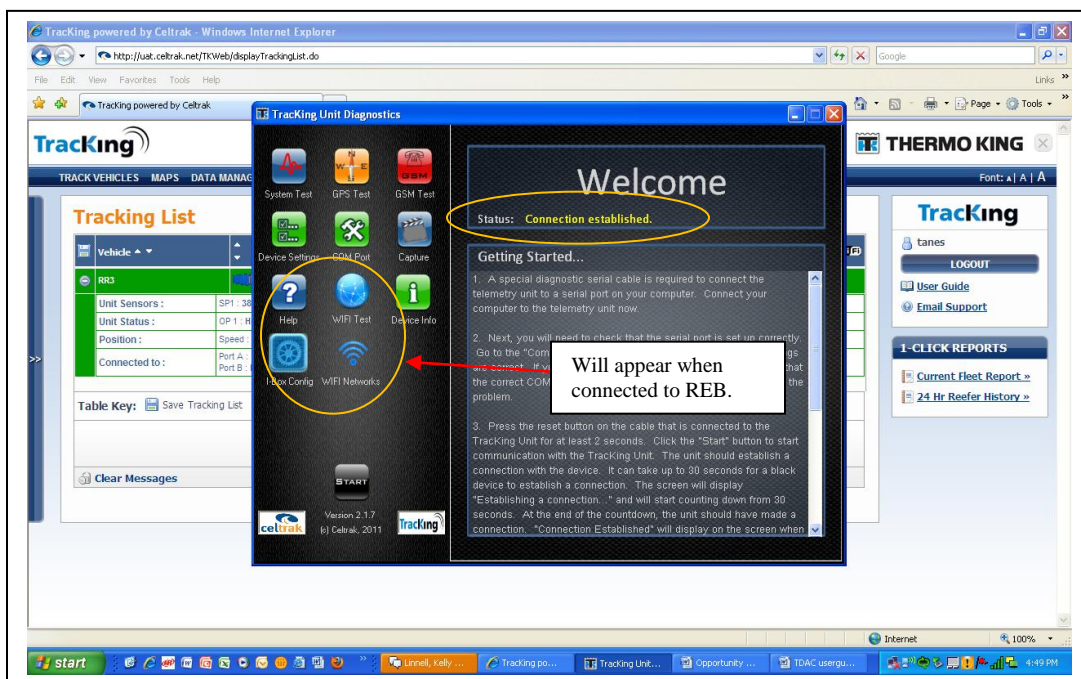 TracKing powered by Celtrak - Windows Internet Explorer
http://uat.celtrak.net/TKWeb/displayTrackingList.do
Google
File Edit View Favorites Tools Help
Links
TracKing powered by Celtrak
Page Tools
TracKing
THERMO KING
TRACK VEHICLES MAPS DATA MANAG
Font: A | A | A
Tracking List
Vehicle
RR3
Unit Sensors : SP1 : 38
Unit Status : OP 1 : H
Position : Speed :
Connected to : Port A :
Port B :
Table Key: Save Tracking List
Clear Messages
TracKing Unit Diagnostics
System Test GPS Test GSM Test
GSM
Device Settings COM Port Capture
Help WIFI Test Device Info
I-Box Config WIFI Networks
START
Version 2.1.7
(c) Celtrak, 2011
celtrak
TracKing
Welcome
Status: Connection established.
Getting Started...
1. A special diagnostic serial cable is required to connect the
telemetry unit to a serial port on your computer. Connect your
computer to the telemetry unit now.
2. Next, you will need to check that the serial port is set up correctly.
Go to the "Com
gs
are correct. If yo
that
the correct COM
the
problem.
3. Press the reset button on the cable that is connected to the
TracKing Unit for at least 2 seconds. Click the "Start" button to start
communication with the TracKing Unit. The unit should establish a
connection with the device. It can take up to 30 seconds for a black
device to establish a connection. The screen will display
"Establishing a connection..." and will start counting down from 30
seconds. At the end of the countdown, the unit should have made a
connection. "Connection Established" will display on the screen when
Will appear when
connected to REB.
TracKing
tanes
LOGOUT
User Guide
Email Support
1-CLICK REPORTS
Current Fleet Report »
24 Hr Reefer History »
Internet 100%
start
Linnell, Kelly ...
TracKing po...
TracKing Unit...
Opportunity ...
TDAC usergu...
4:49 PM